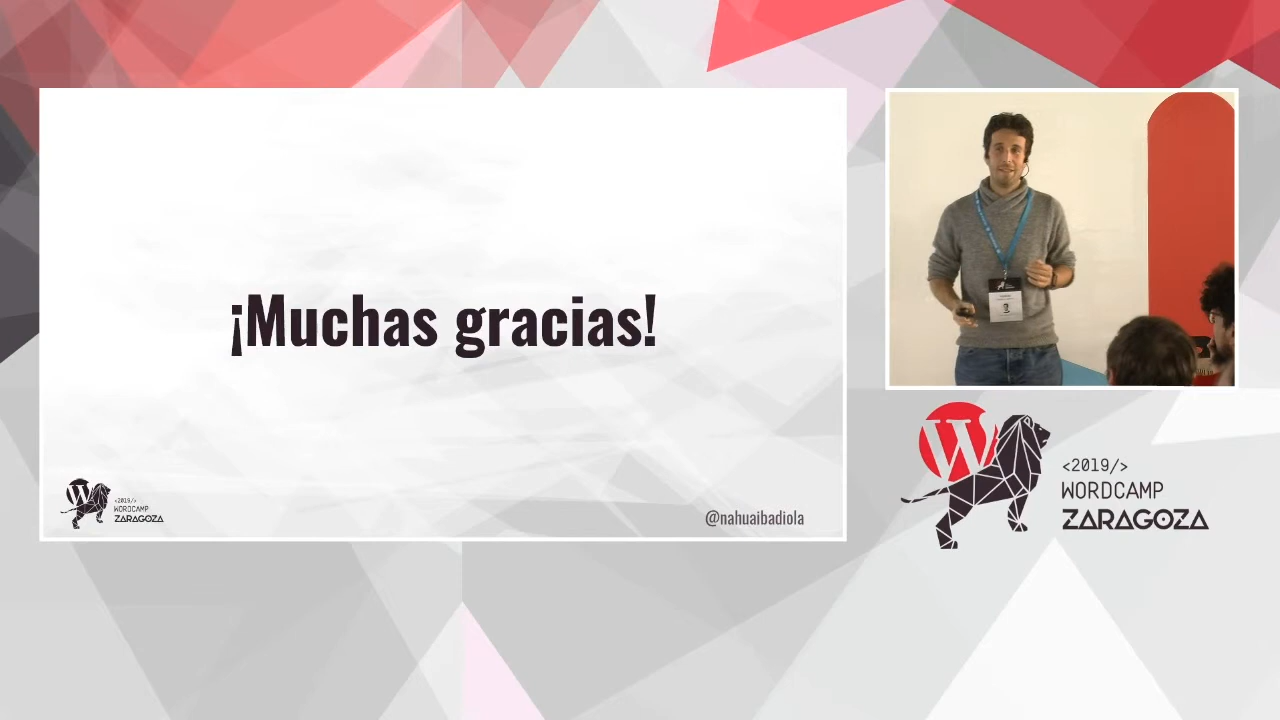 ¡Muchas gracias!
<2019/>
WORDCAMP
ZARAGOZA
@nahuaibadiola
W
<2019/>
WORDCAMP
ZARAGOZA